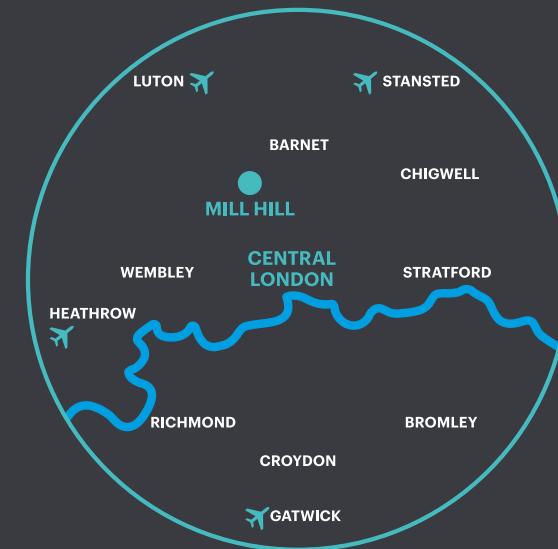 LUTON
STANSTED
BARNET
CHIGWELL
MILL HILL
CENTRAL
LONDON
WEMBLEY
STRATFORD
HEATHROW
RICHMOND
BROMLEY
CROYDON
GATWICK